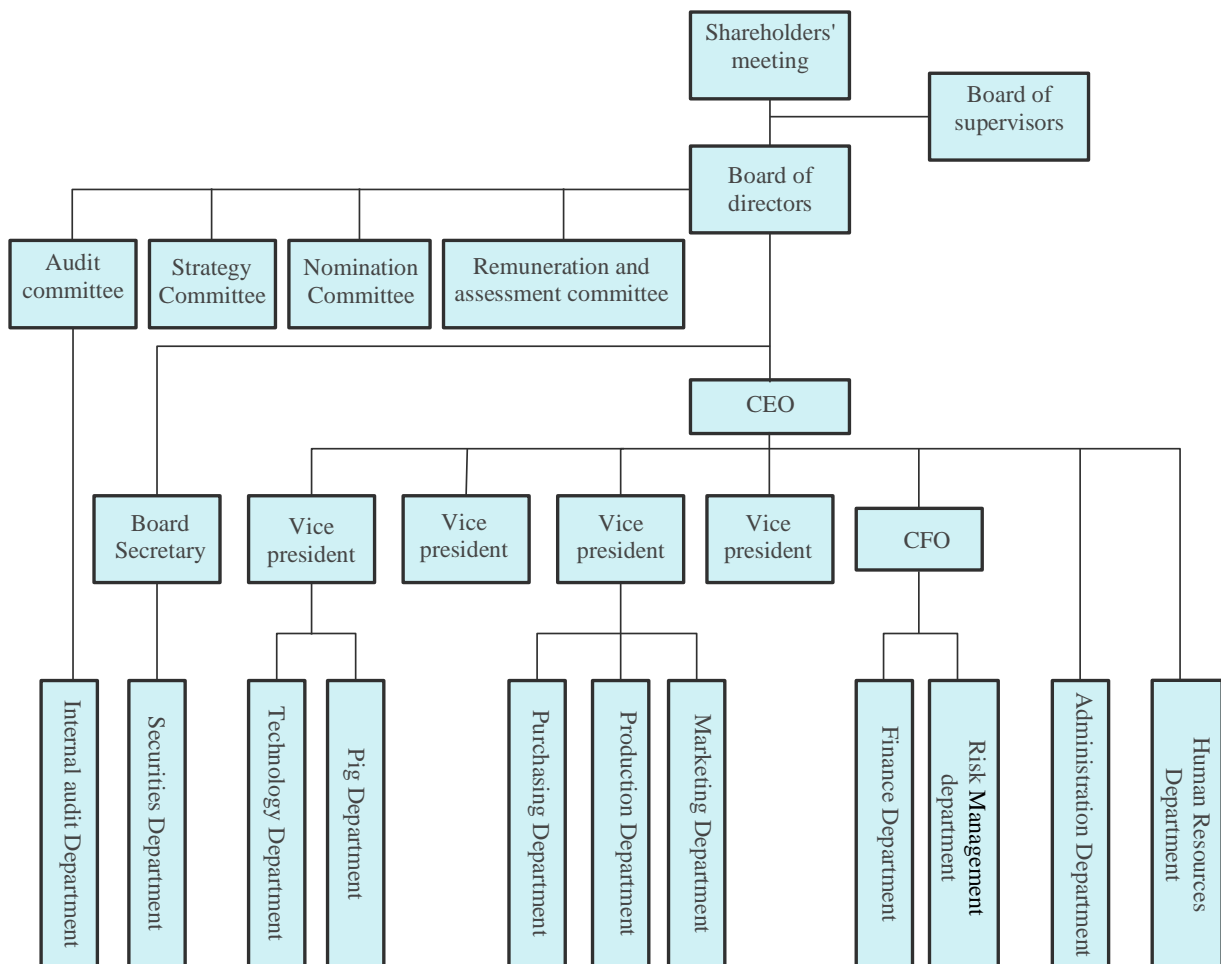 Shareholders'
meeting
Board of
supervisors
Board of
directors
Audit
committee
Strategy
Committee
Nomination
Committee
Remuneration and
assessment committee
CEO
Board
Secretary
Vice
president
Vice
president
Vice
president
Vice
president
CFO
Internal audit Department
Securities Department
Technology Department
Pig Department
Purchasing Department
Production Department
Marketing Department
Finance Department
Risk Management
department
Administration Department
Human Resources
Department